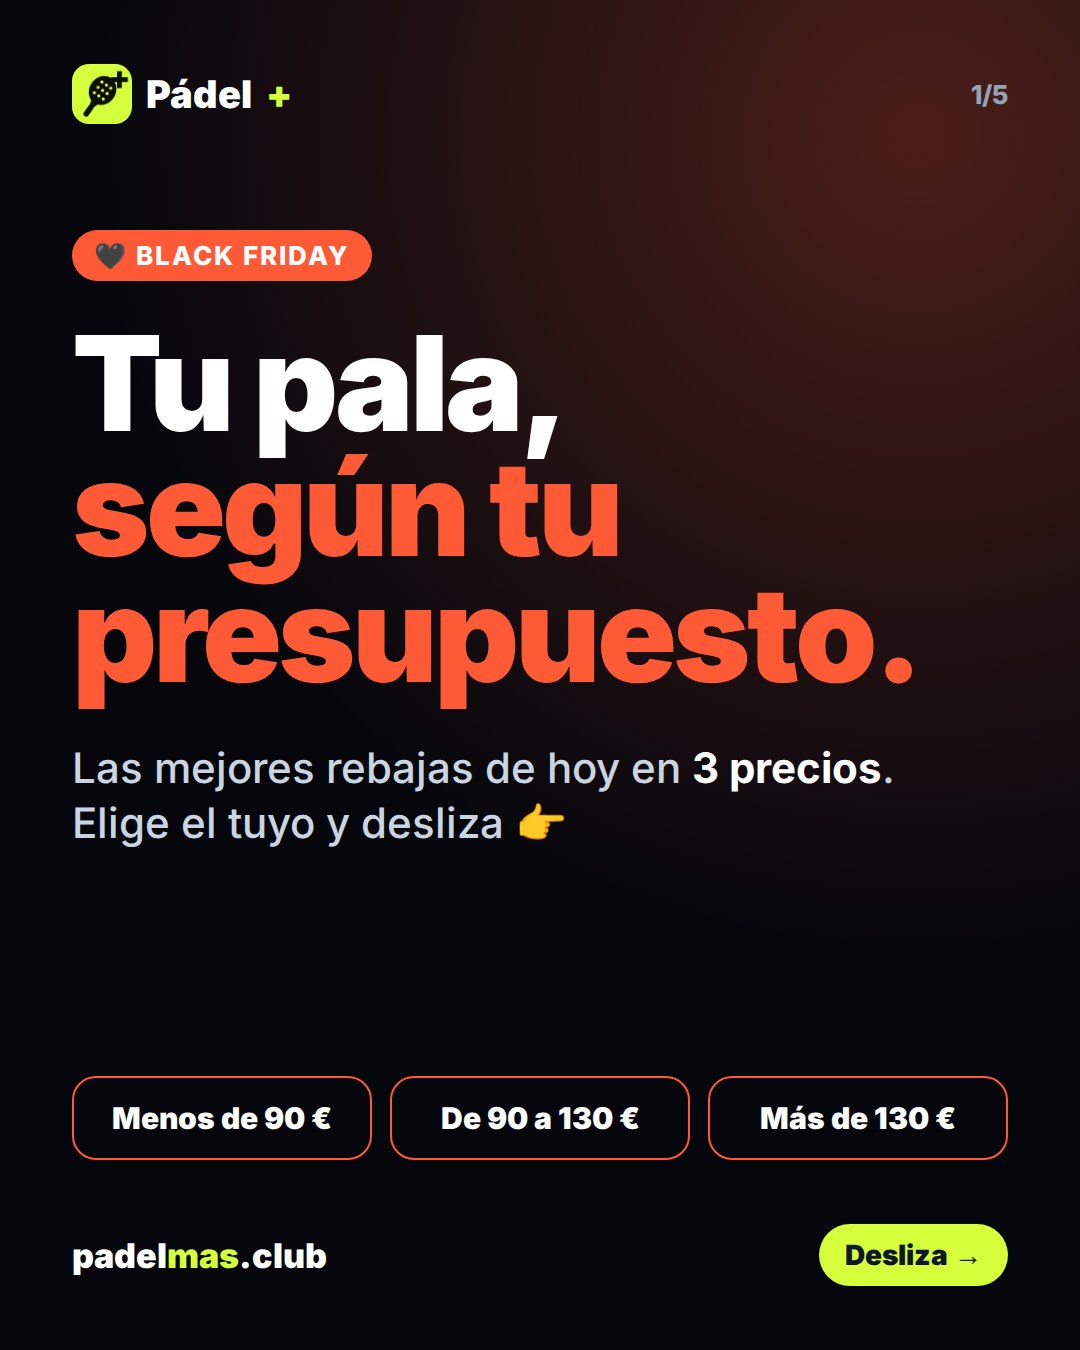 Pádel +
1/5
🖤 BLACK FRIDAY
Tu pala,
según tu
presupuesto.
Las mejores rebajas de hoy en 3 precios.
Elige el tuyo y desliza 👉
Menos de 90 €
De 90 a 130 €
Más de 130 €
padelmas.club
Desliza →